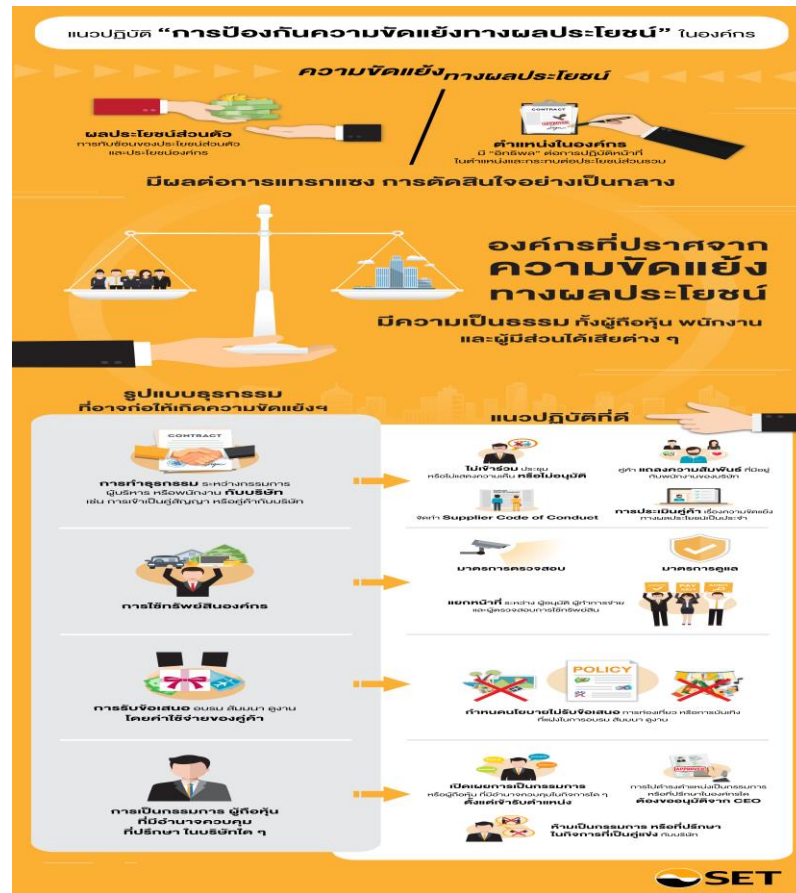 แนวปฏิบัติ “การป้องกันความขัดแย้งทางผลประโยชน์” ในองค์กร
ความขัดแย้งทางผลประโยชน์
ผลประโยชน์ส่วนตัว
การทับซ้อนของประโยชน์ส่วนตัว
และประโยชน์องค์กร
CONTRACT
ตำแหน่งในองค์กร
มี “อิทธิพล” ต่อการปฏิบัติหน้าที่
ในตำแหน่งและกระทบต่อประโยชน์ส่วนรวม
มีผลต่อการแทรกแซง การตัดสินใจอย่างเป็นกลาง
องค์กรที่ปราศจาก
ความขัดแย้ง
ทางผลประโยชน์
มีความเป็นธรรม ทั้งผู้ถือหุ้น พนักงาน
และผู้มีส่วนได้เสียต่าง ๆ
รูปแบบธุรกรรม
ที่อาจก่อให้เกิดความขัดแย้งฯ
แนวปฏิบัติที่ดี
CONTRACT
การทำธุรกรรม ระหว่างกรรมการ
ผู้บริหาร หรือพนักงาน กับบริษัท
เช่น การเข้าเป็นคู่สัญญา หรือคู่ค้ากับบริษัท
ไม่เข้าร่วม ประชุม
หรือไม่แสดงความเห็น หรือไม่อนุมัติ
คู่ค้า แถลงความสัมพันธ์ ที่มีอยู่
กับพนักงานของบริษัท
จัดทำ Supplier Code of Conduct
การประเมินคู่ค้า เรื่องความขัดแย้ง
ทางผลประโยชน์เป็นประจำ
การใช้ทรัพย์สินองค์กร
มาตรการตรวจสอบ
มาตรการดูแล
แยกหน้าที่ ระหว่าง ผู้อนุมัติ ผู้ทำการจ่าย
และผู้ตรวจสอบการใช้ทรัพย์สิน
PAY
การรับข้อเสนอ อบรม สัมมนา ดูงาน
โดยค่าใช้จ่ายของคู่ค้า
POLICY
กำหนดนโยบายไม่รับข้อเสนอ การท่องเที่ยว หรือการบันเทิง
ที่แฝงในการอบรม สัมมนา ดูงาน
การเป็นกรรมการ ผู้ถือหุ้น
ที่มีอำนาจควบคุม
ที่ปรึกษา ในบริษัทใด ๆ
เปิดเผยการเป็นกรรมการ
หรือผู้ถือหุ้น ที่มีอำนาจควบคุมในกิจการใด ๆ
ตั้งแต่เข้ารับตำแหน่ง
APPROVED
การไปดำรงตำแหน่งเป็นกรรมการ
หรือที่ปรึกษาในองค์กรใด
ต้องขออนุมัติจาก CEO
ห้ามเป็นกรรมการ หรือที่ปรึกษา
ในกิจการที่เป็นคู่แข่ง กับบริษัท
SET